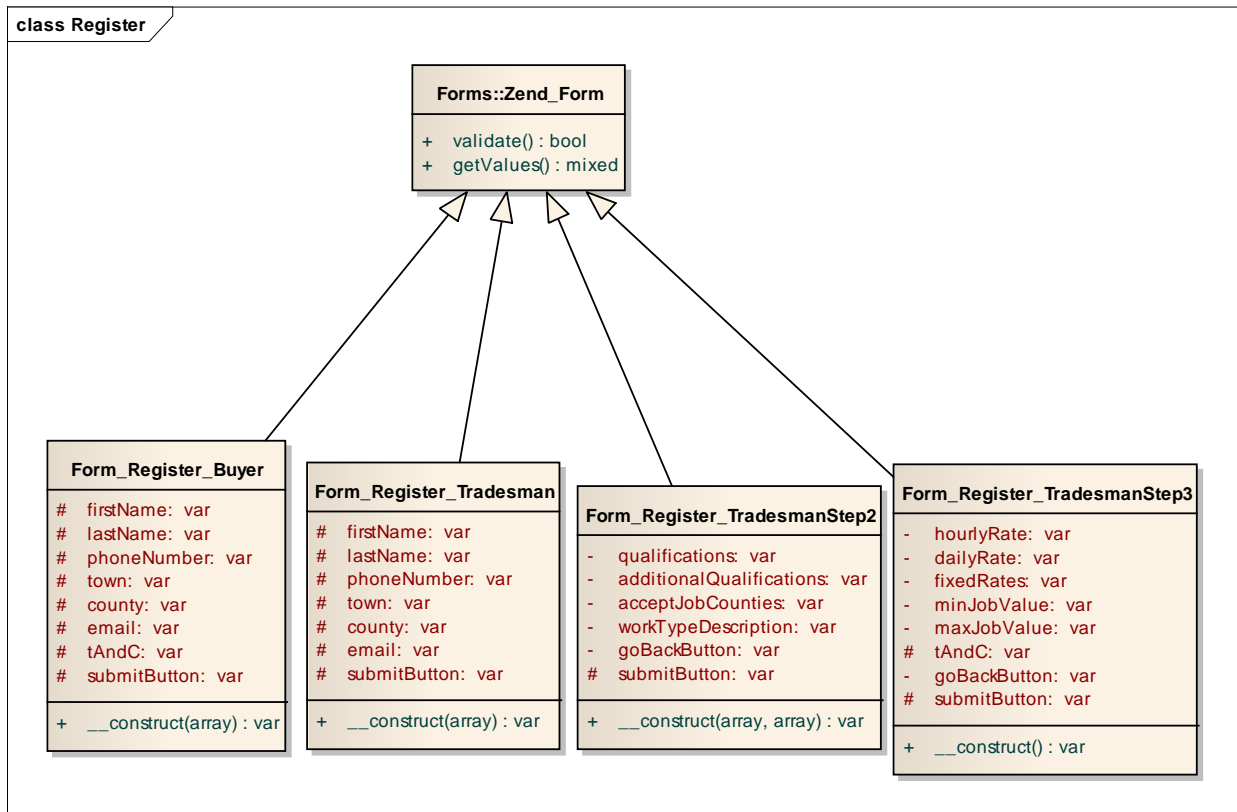 class Register
Forms::Zend_Form
+ validate() : bool
+ getValues() : mixed
Form_Register_Buyer
# firstName: var
# lastName: var
# phoneNumber: var
# town: var
# county: var
# email: var
# tAndC: var
# submitButton: var
+ __construct(array) : var
Form_Register_Tradesman
# firstName: var
# lastName: var
# phoneNumber: var
# town: var
# county: var
# email: var
# submitButton: var
+ __construct(array) : var
Form_Register_TradesmanStep2
- qualifications: var
- additionalQualifications: var
- acceptJobCounties: var
- workTypeDescription: var
- goBackButton: var
# submitButton: var
+ __construct(array, array) : var
Form_Register_TradesmanStep3
- hourlyRate: var
- dailyRate: var
- fixedRates: var
- minJobValue: var
- maxJobValue: var
# tAndC: var
- goBackButton: var
# submitButton: var
+ __construct() : var